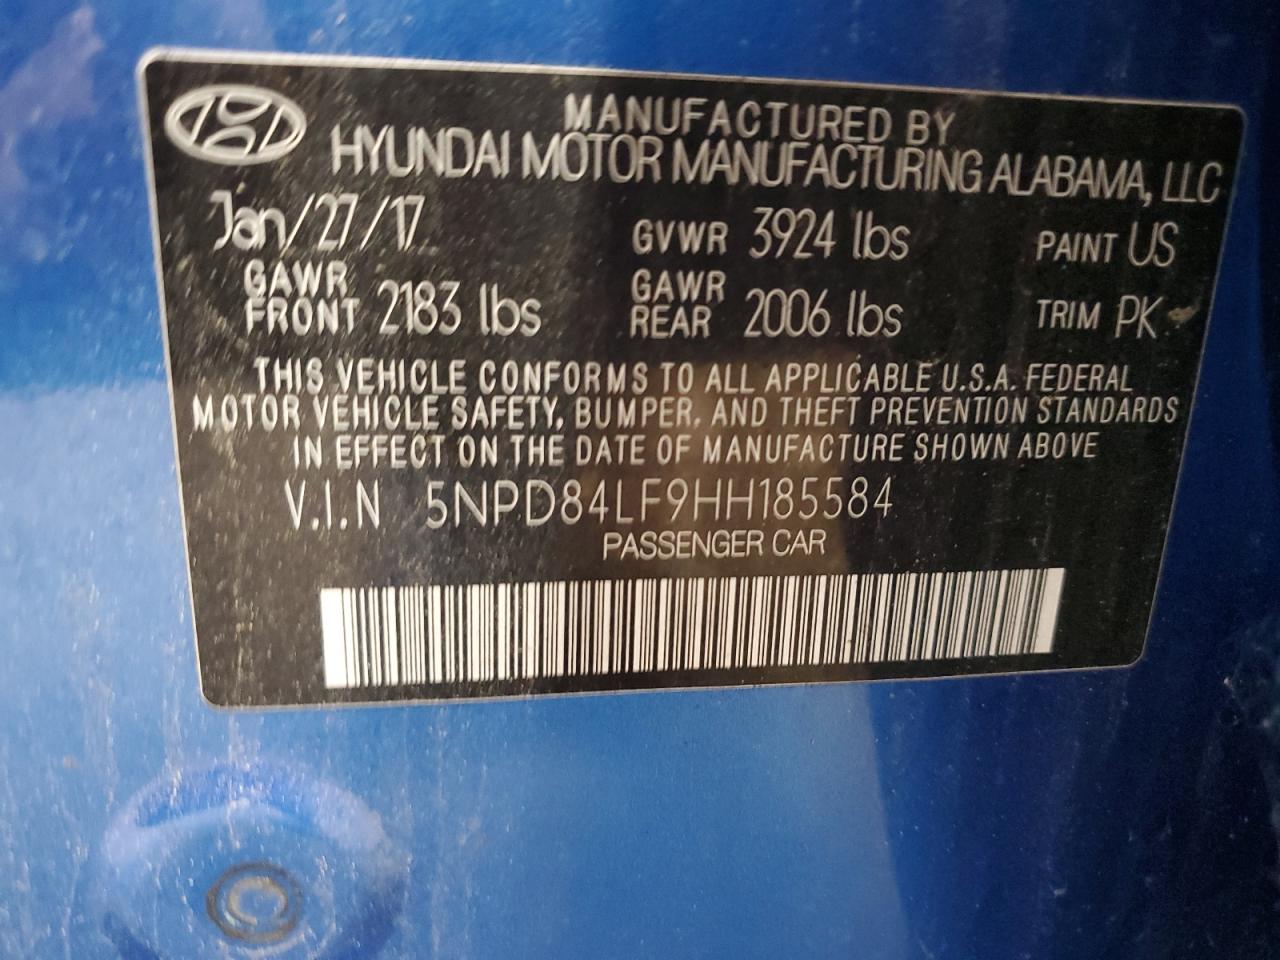 MANUFACTURED BY
HYUNDAI MOTOR MANUFACTURING ALABAMA, LLC
Jan/27/17 GVWR 3924 lbs PAINT US
GAWR FRONT 2183 lbs GAWR REAR 2006 lbs TRIM PK
THIS VEHICLE CONFORMS TO ALL APPLICABLE U.S.A. FEDERAL
MOTOR VEHICLE SAFETY, BUMPER, AND THEFT PREVENTION STANDARDS
IN EFFECT ON THE DATE OF MANUFACTURE SHOWN ABOVE
V.I.N 5NPD84LF9HH185584
PASSENGER CAR